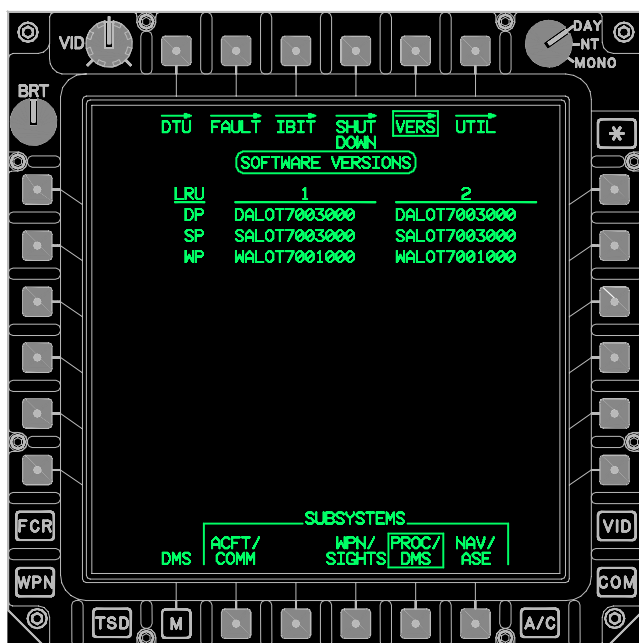 VID
DAY
NT
MONO
BRT
DTU FAULT IBIT SHUT DOWN VERS UTIL
*
SOFTWARE VERSIONS
LRU 1 2
DP DALOT7003000 DALOT7003000
SP SALOT7003000 SALOT7003000
WP WALOT7001000 WALOT7001000
SUBSYSTEMS
DMS ACFT/ COMM WPN/ SIGHTS PROC/ DMS NAV/ ASE
FCR
VID
WPN
COM
TSD M A/C